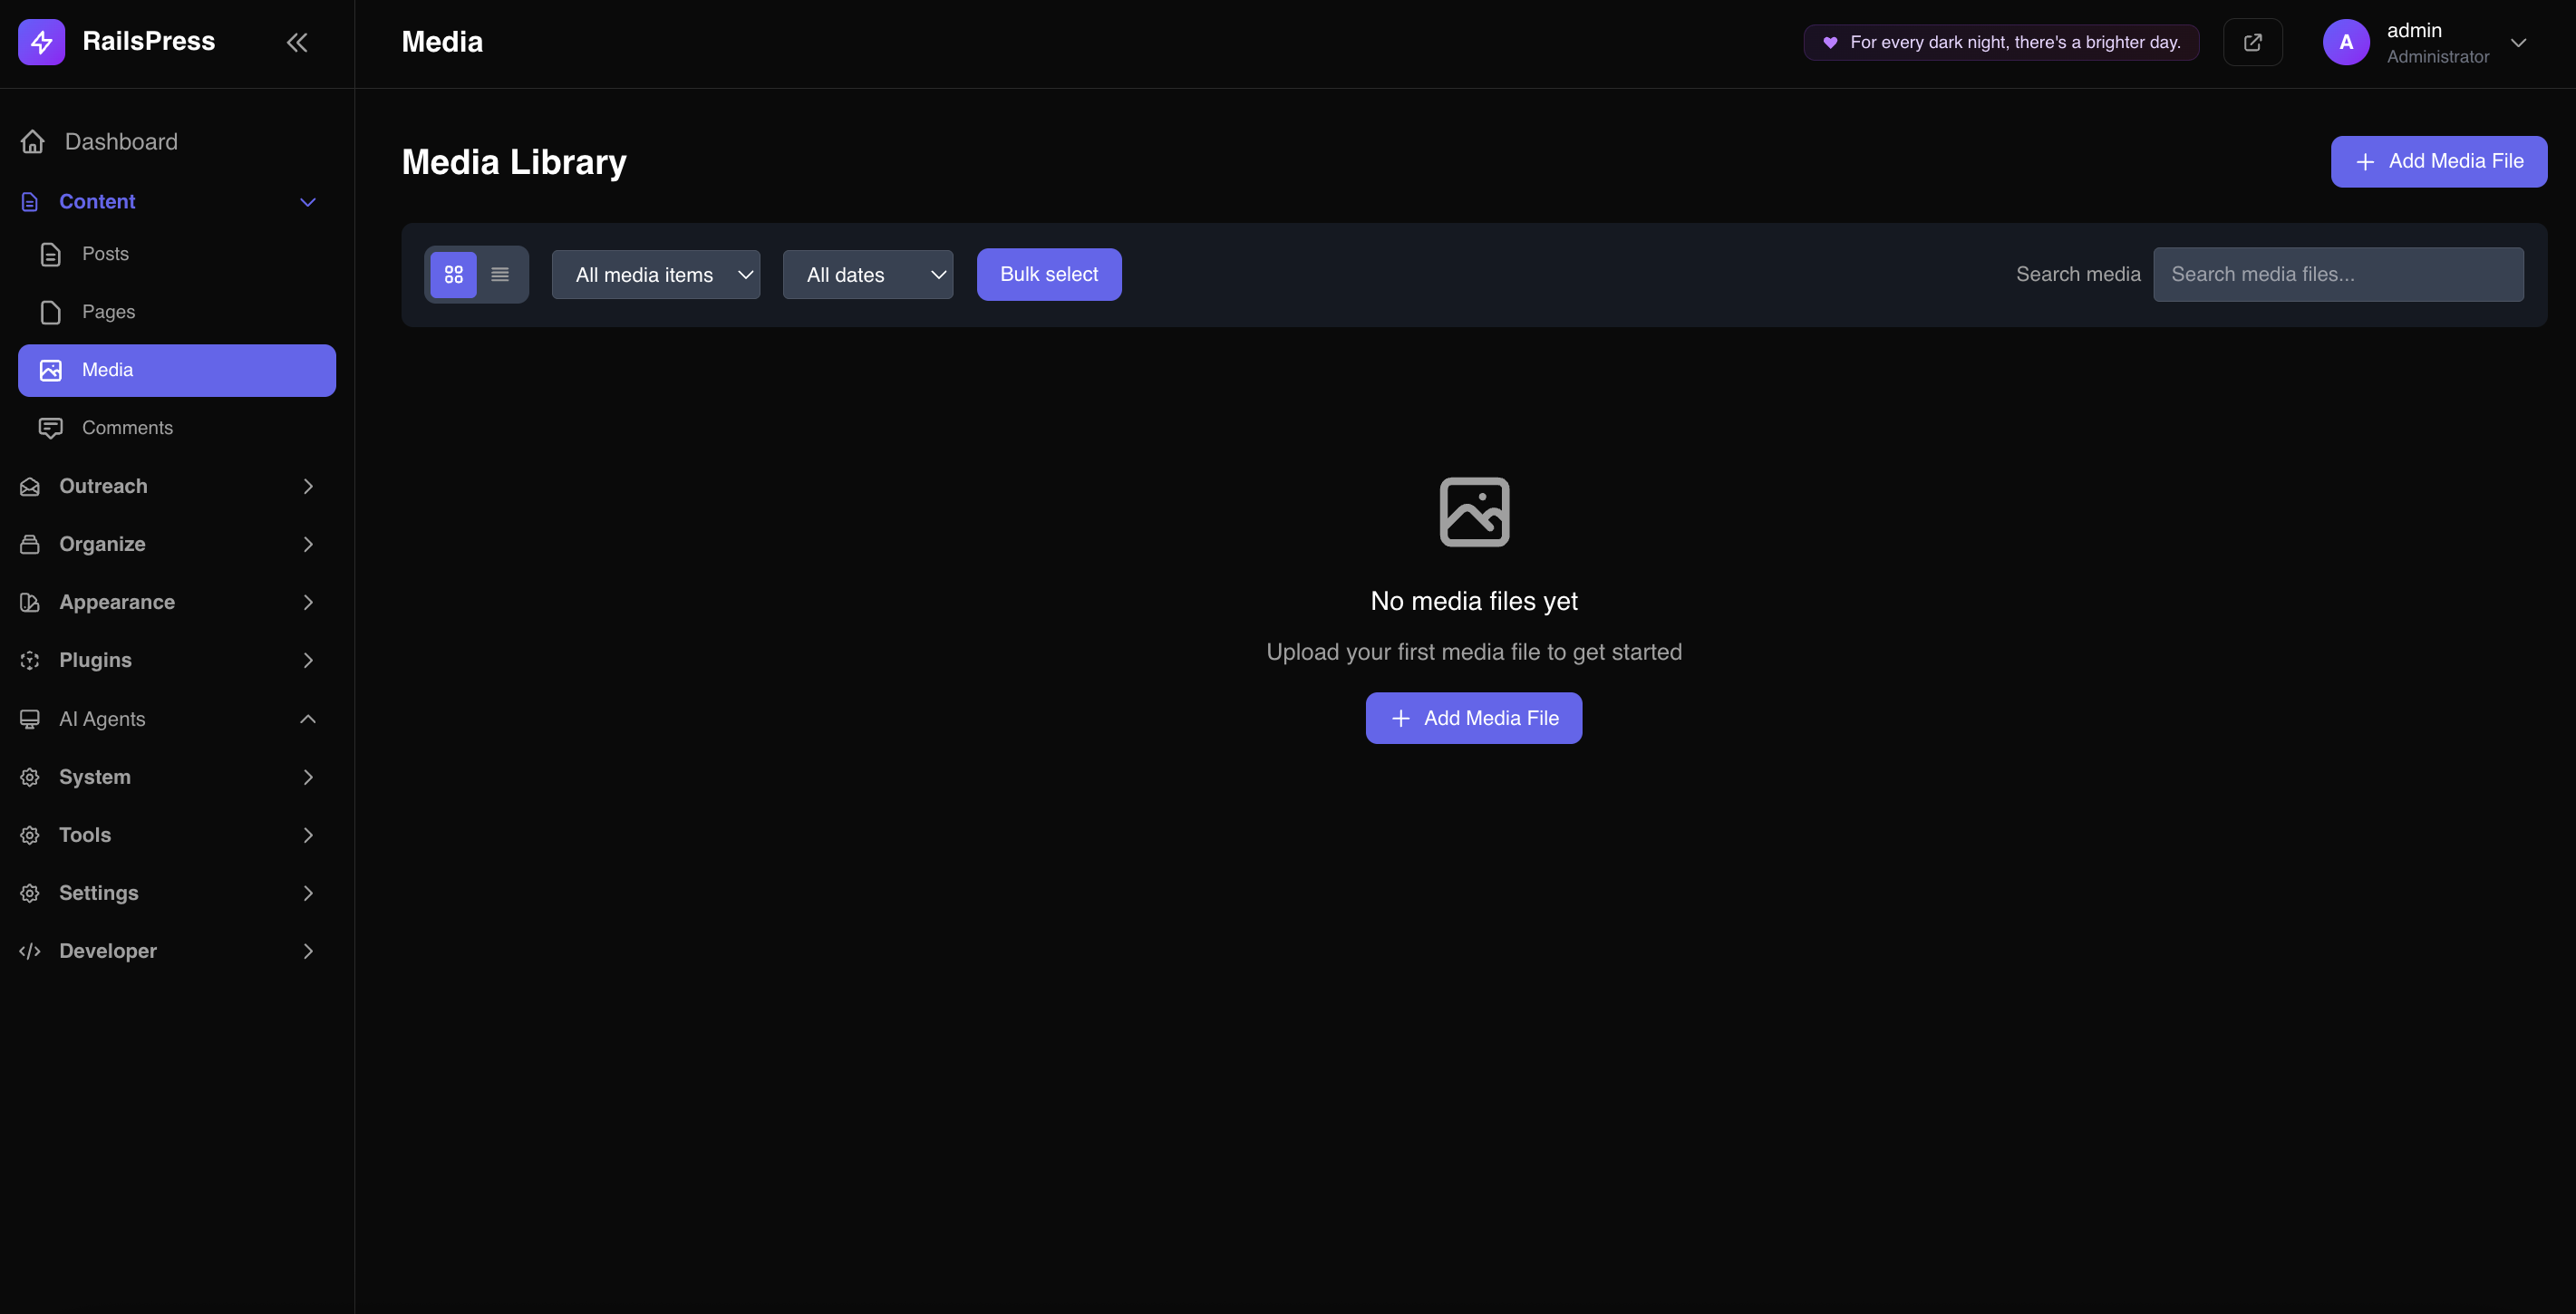 RailsPress
Media
For every dark night, there's a brighter day.
A
admin
Administrator
Dashboard
Content
Posts
Pages
Media
Comments
Outreach
Organize
Appearance
Plugins
AI Agents
System
Tools
Settings
Developer
Media Library
Add Media File
All media items
All dates
Bulk select
Search media
Search media files...
No media files yet
Upload your first media file to get started
Add Media File